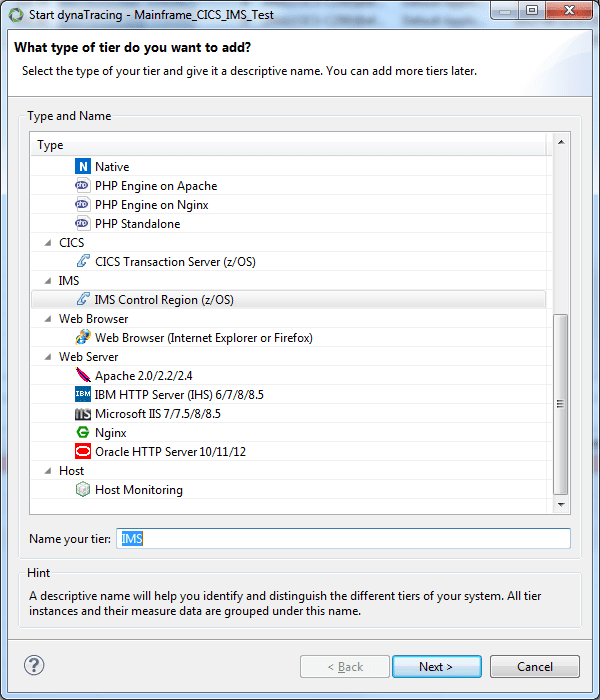 Start dynaTracing - Mainframe_CICS_IMS_Test
What type of tier do you want to add?
Select the type of your tier and give it a descriptive name. You can add more tiers later.
Type and Name
Type
N Native
php PHP Engine on Apache
php PHP Engine on Nginx
php PHP Standalone
CICS
CICS Transaction Server (z/OS)
IMS
IMS Control Region (z/OS)
Web Browser
Web Browser (Internet Explorer or Firefox)
Web Server
Apache 2.0/2.2/2.4
IBM IBM HTTP Server (IHS) 6/7/8/8.5
Microsoft IIS 7/7.5/8/8.5
Nginx
Oracle HTTP Server 10/11/12
Host
Host Monitoring
Name your tier: IMS
Hint
A descriptive name will help you identify and distinguish the different tiers of your system. All tier
instances and their measure data are grouped under this name.
? < Back Next > Cancel